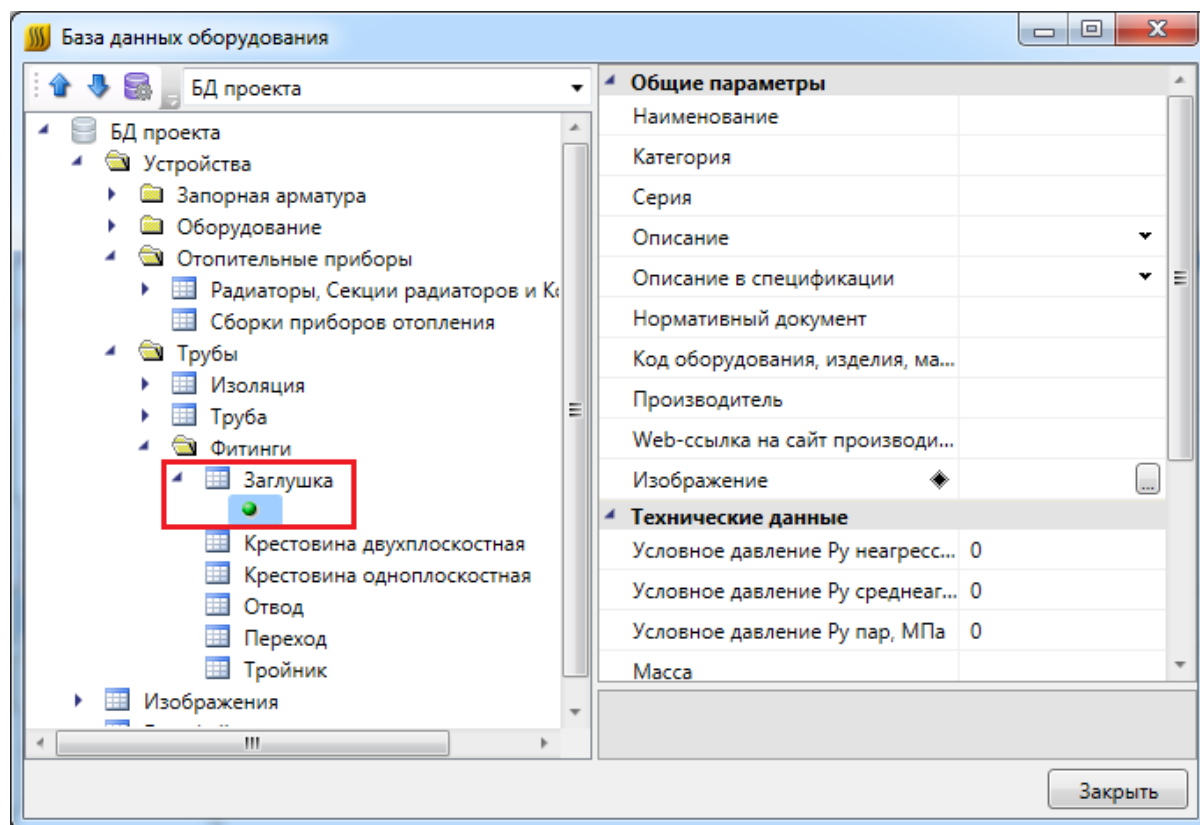 База данных оборудования
БД проекта
БД проекта
Устройства
Запорная арматура
Оборудование
Отопительные приборы
Радиаторы, Секции радиаторов и
Сборки приборов отопления
Трубы
Изоляция
Труба
Фитинги
Заглушка
Крестовина двухплоскостная
Крестовина одноплоскостная
Отвод
Переход
Тройник
Изображения
Общие параметры
Наименование
Категория
Серия
Описание
Описание в спецификации
Нормативный документ
Код оборудования, изделия, ма...
Производитель
Web-ссылка на сайт производи...
Изображение
...
Технические данные
Условное давление Ру неагресс... 0
Условное давление Ру среднеаг... 0
Условное давление Ру пар, МПа 0
Масса
Закрыть